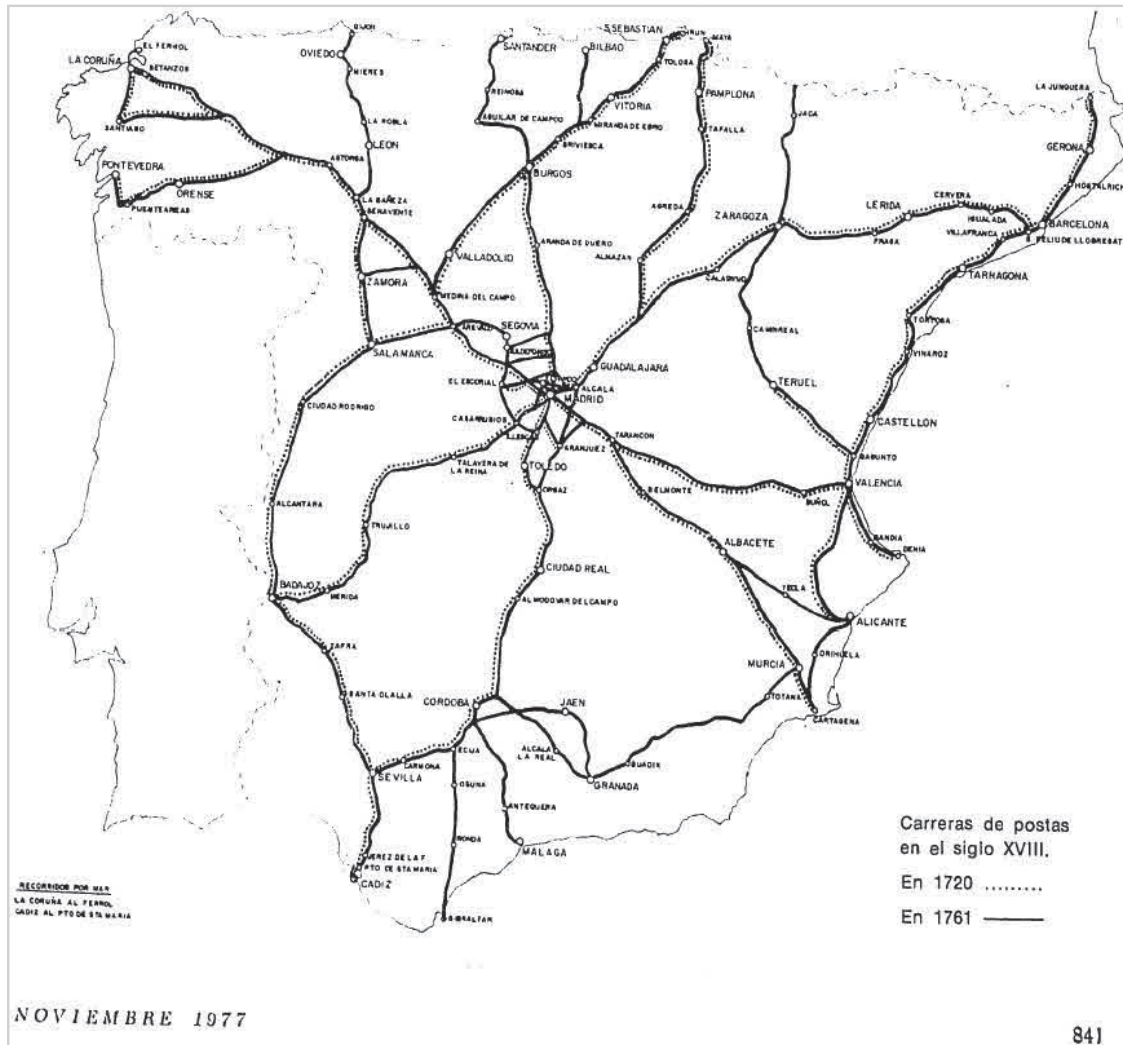 GIJON
EL FERROL
LA CORUÑA
BETANZOS
SANTIAGO
PONTEVEDRA
ORENSE
PUENTEAREAS
OVIEDO
MIERES
LA ROBLA
LEON
ASTORGA
LA BAÑEZA
BENAVENTE
SANTANDER
REINOSA
AGUILAR DE CAMPOO
BILBAO
S.SEBASTIAN
IRUN
MAYA
TOLOSA
VITORIA
MIRANDA DE EBRO
BRIVIESCA
BURGOS
PAMPLONA
TAFALLA
AGREDA
ALMAZAN
JACA
ZARAGOZA
LA JUNQUERA
GERONA
HOSTALRICH
BARCELONA
S. FELIU DE LLOBREGAT
CERVERA
IGUALADA
VILLAFRANCA
LERIDA
FRAGA
TARRAGONA
TORTOSA
VINAROZ
CASTELLON
SAGUNTO
VALENCIA
ARANDA DE DUERO
VALLADOLID
ZAMORA
MEDINA DEL CAMPO
AREVALO
SEGOVIA
SALAMANCA
EL ESCORIAL
CALATAYUD
CAMINREAL
TERUEL
GUADALAJARA
ALCALA
MADRID
CASARRUBIOS
ILLESCAS
ARANJUEZ
TARANCON
CIUDAD RODRIGO
TALAVERA DE
LA REINA
TOLEDO
ORGAZ
BELMONTE
BUÑOL
GANDIA
DENIA
ALCANTARA
TRUJILLO
BADAJOZ
MERIDA
CIUDAD REAL
ALMODOVAR DEL CAMPO
ALBACETE
YECLA
ALICANTE
ORIHUELA
MURCIA
TOTANA
CARTAGENA
ZAFRA
SANTA OLALLA
CORDOBA
JAEN
ECIJA
CARMONA
SEVILLA
OSUNA
ALCALA
LA REAL
GUADIX
GRANADA
ANTEQUERA
RONDA
MALAGA
JEREZ DE LA F.
PTO DE STA MARIA
CADIZ
GIBRALTAR
RECORRIDOS POR MAR
LA CORUÑA AL FERROL
CADIZ AL PTO DE STA MARIA
Carreras de postas
en el siglo XVIII.
En 1720 .........
En 1761 ———
NOVIEMBRE 1977
841